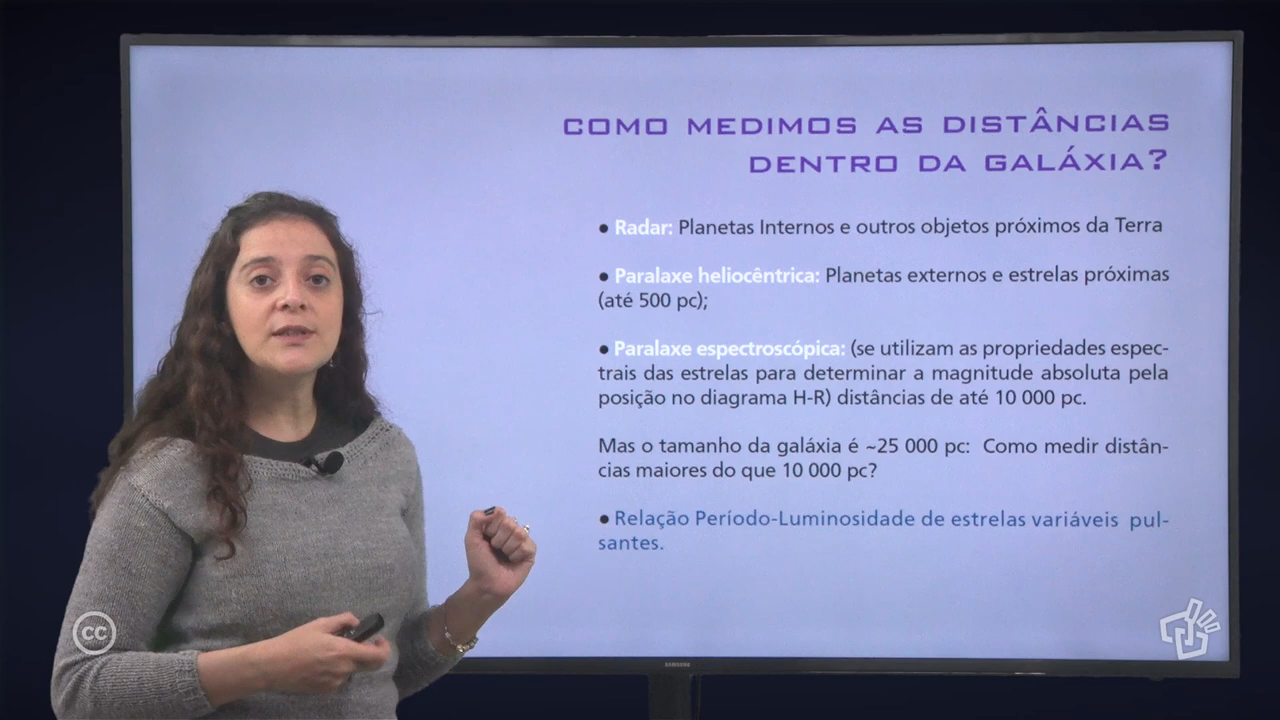 COMO MEDIMOS AS DISTÂNCIAS
DENTRO DA GALÁXIA?
● Radar: Planetas Internos e outros objetos próximos da Terra
● Paralaxe heliocêntrica: Planetas externos e estrelas próximas
(até 500 pc);
● Paralaxe espectroscópica: (se utilizam as propriedades espec-
trais das estrelas para determinar a magnitude absoluta pela
posição no diagrama H-R) distâncias de até 10 000 pc.
Mas o tamanho da galáxia é ~25 000 pc: Como medir distân-
cias maiores do que 10 000 pc?
● Relação Período-Luminosidade de estrelas variáveis pul-
santes.
cc
SAMSUNG